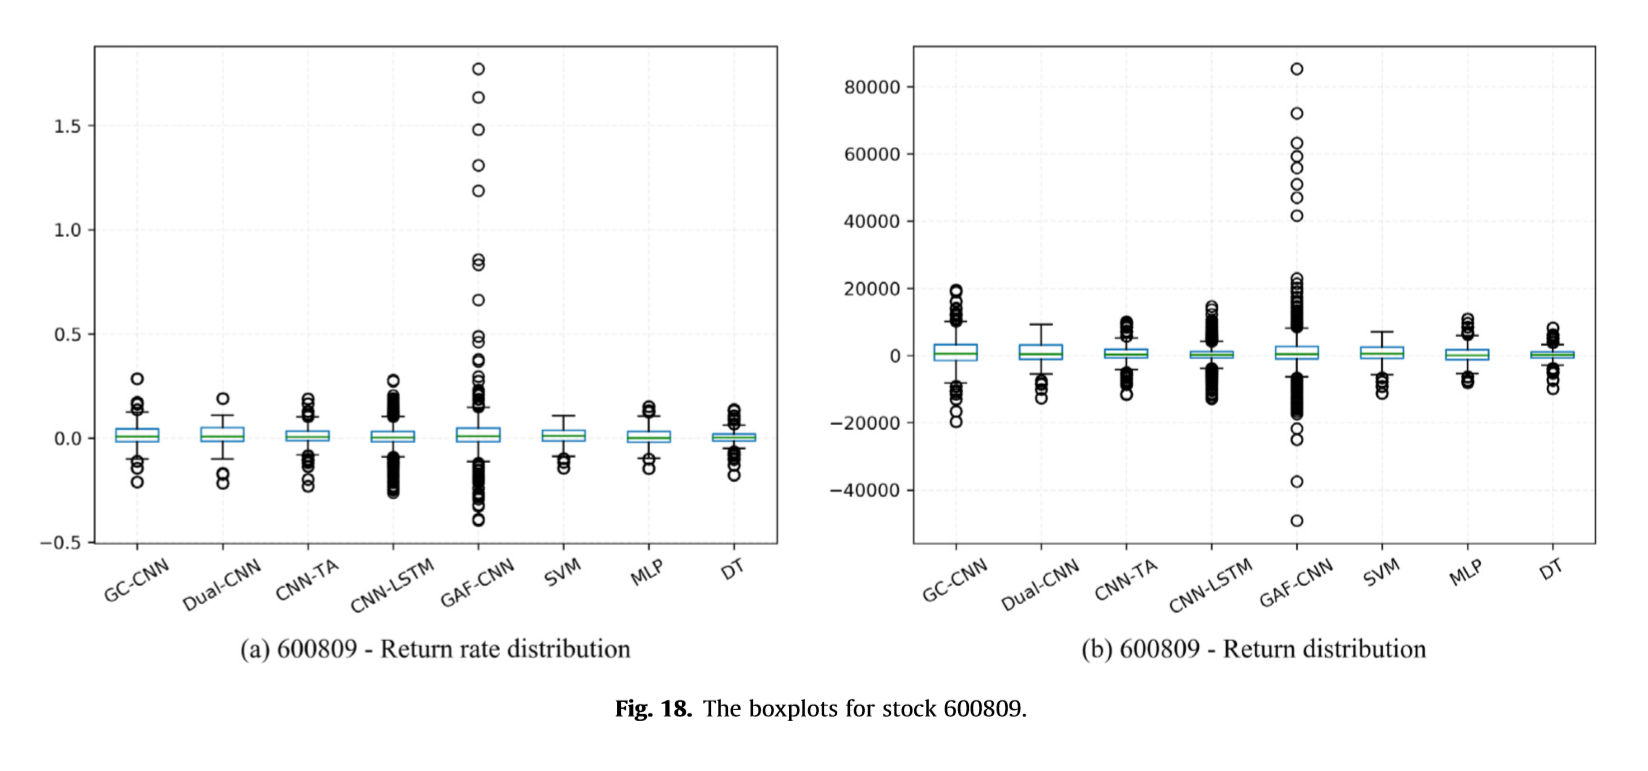 1.5
1.0
0.5
0.0
−0.5
GC-CNN
Dual-CNN
CNN-TA
CNN-LSTM
GAF-CNN
SVM
MLP
DT
(a) 600809 - Return rate distribution
80000
60000
40000
20000
0
−20000
−40000
GC-CNN
Dual-CNN
CNN-TA
CNN-LSTM
GAF-CNN
SVM
MLP
DT
(b) 600809 - Return distribution
Fig. 18. The boxplots for stock 600809.